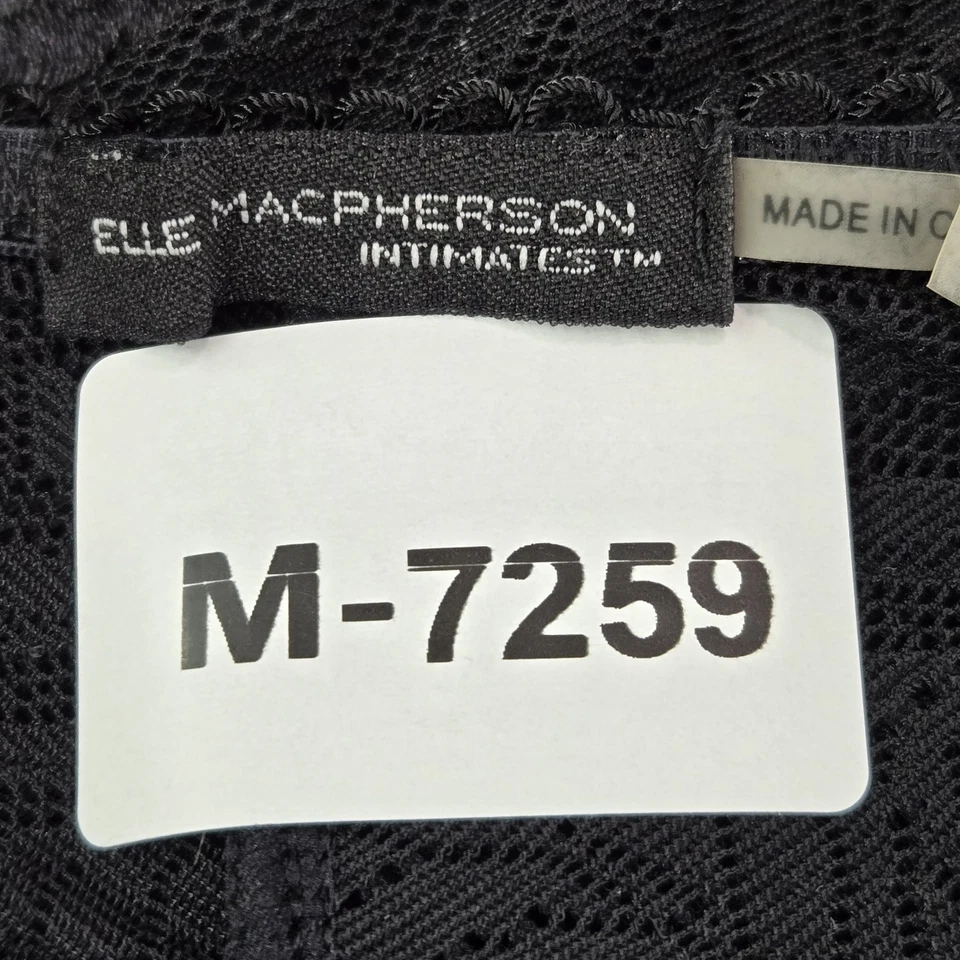 ELLE MACPHERSON
INTIMATES™
MADE IN
M-7259